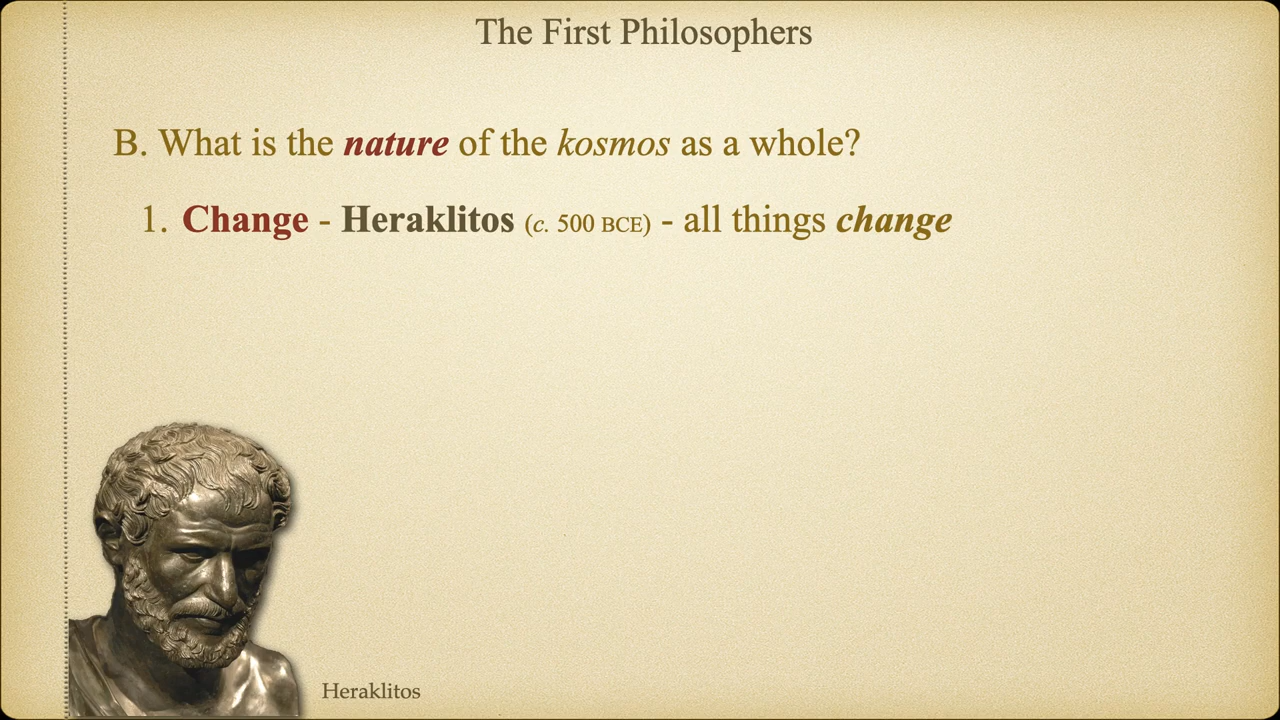 The First Philosophers
B. What is the nature of the kosmos as a whole?
1. Change - Heraklitos (c. 500 BCE) - all things change
Heraklitos